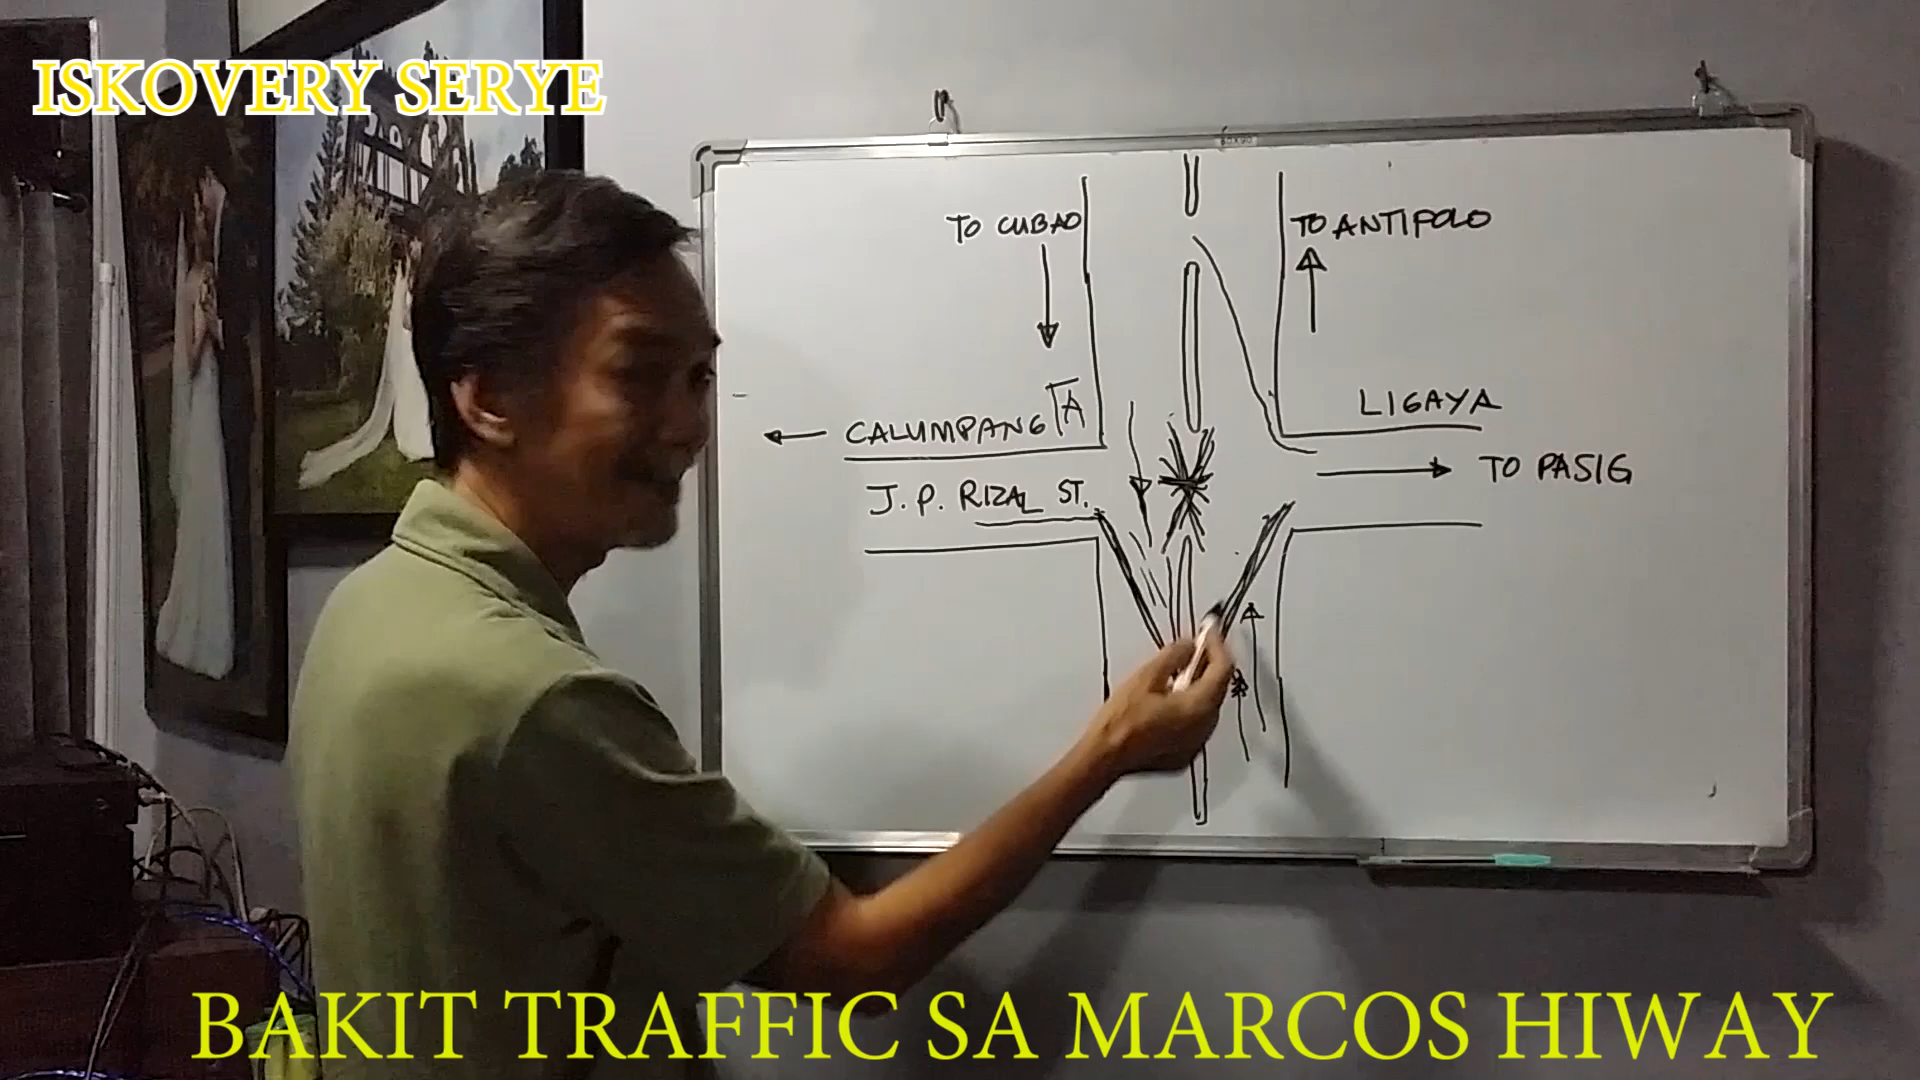 ISKOVERY SERYE
TO CUBAO
TO ANTIPOLO
CALUMPANG
A
LIGAYA
TO PASIG
J.P. RIZAL ST.
BAKIT TRAFFIC SA MARCOS HIWAY